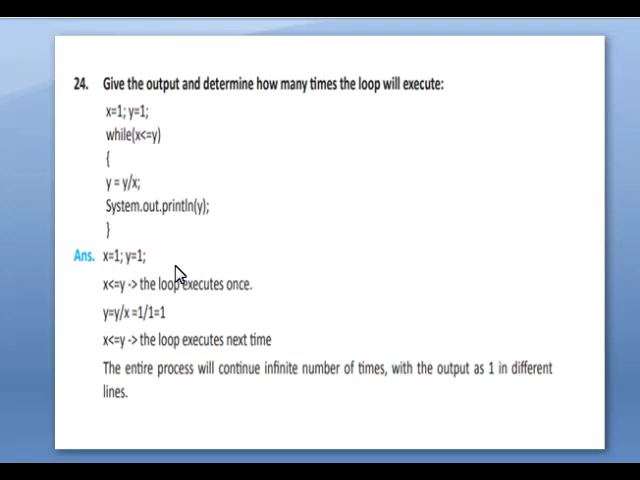 24. Give the output and determine how many times the loop will execute:
x=1; y=1;
while(x<=y)
{
y = y/x;
System.out.println(y);
}
Ans. x=1; y=1;
x<=y -> the loop executes once.
y=y/x =1/1=1
x<=y -> the loop executes next time
The entire process will continue infinite number of times, with the output as 1 in different
lines.